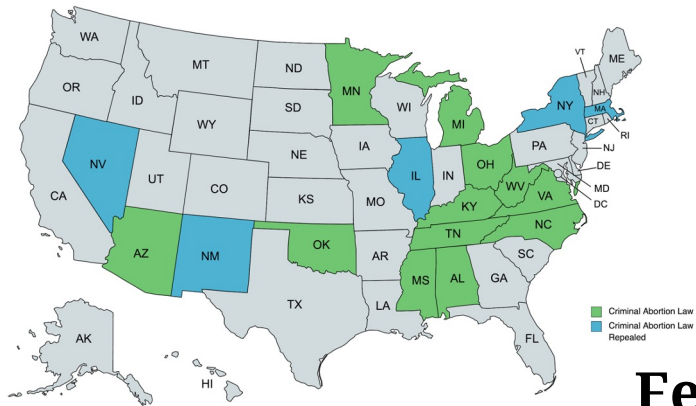 WA
MT
ND
MN
VT
ME
OR
ID
SD
WI
NY
NH
MA
WY
MI
CT
RI
NV
NE
IA
PA
NJ
CA
UT
CO
IL
IN
OH
DE
KS
MO
WV
VA
MD
DC
KY
AZ
NM
OK
AR
TN
NC
SC
MS
AL
GA
TX
LA
FL
AK
HI
Criminal Abortion Law
Criminal Abortion Law
Repealed
Fe